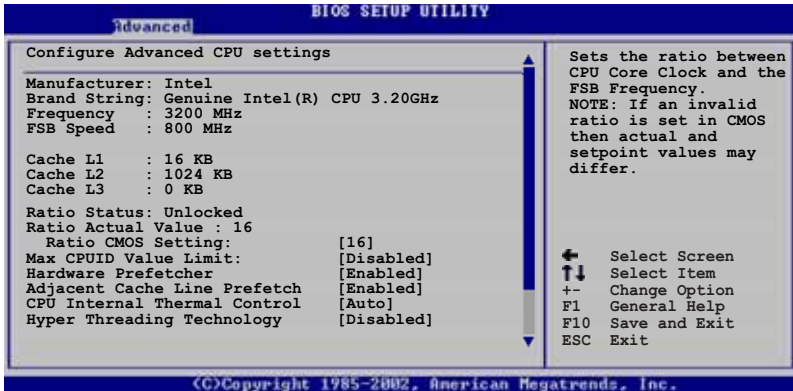 BIOS SETUP UTILITY
Advanced
Configure Advanced CPU settings
Manufacturer: Intel
Brand String: Genuine Intel(R) CPU 3.20GHz
Frequency : 3200 MHz
FSB Speed : 800 MHz
Cache L1 : 16 KB
Cache L2 : 1024 KB
Cache L3 : 0 KB
Ratio Status: Unlocked
Ratio Actual Value : 16
Ratio CMOS Setting: [16]
Max CPUID Value Limit: [Disabled]
Hardware Prefetcher [Enabled]
Adjacent Cache Line Prefetch [Enabled]
CPU Internal Thermal Control [Auto]
Hyper Threading Technology [Disabled]
Sets the ratio between
CPU Core Clock and the
FSB Frequency.
NOTE: If an invalid
ratio is set in CMOS
then actual and
setpoint values may
differ.
← Select Screen
↑↓ Select Item
+- Change Option
F1 General Help
F10 Save and Exit
ESC Exit
(C)Copyright 1985-2002, American Megatrends, Inc.